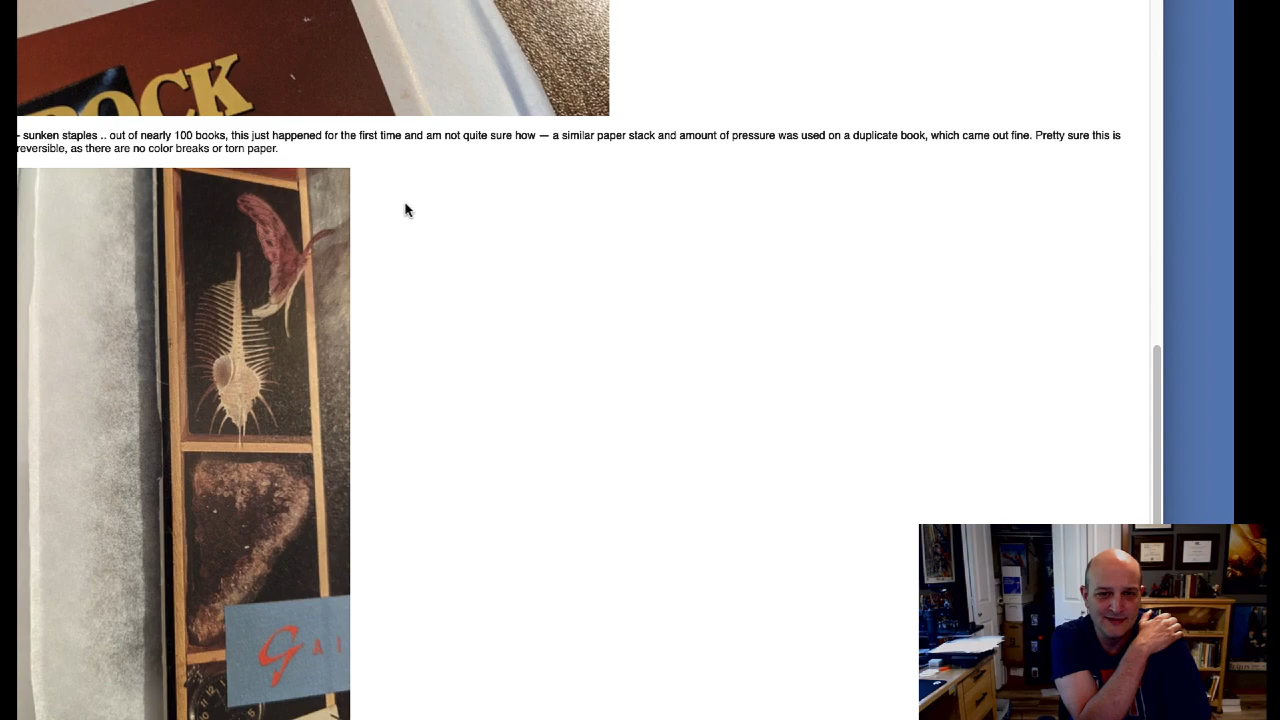 ROCK
- sunken staples .. out of nearly 100 books, this just happened for the first time and am not quite sure how — a similar paper stack and amount of pressure was used on a duplicate book, which came out fine. Pretty sure this is
reversible, as there are no color breaks or torn paper.
GAI